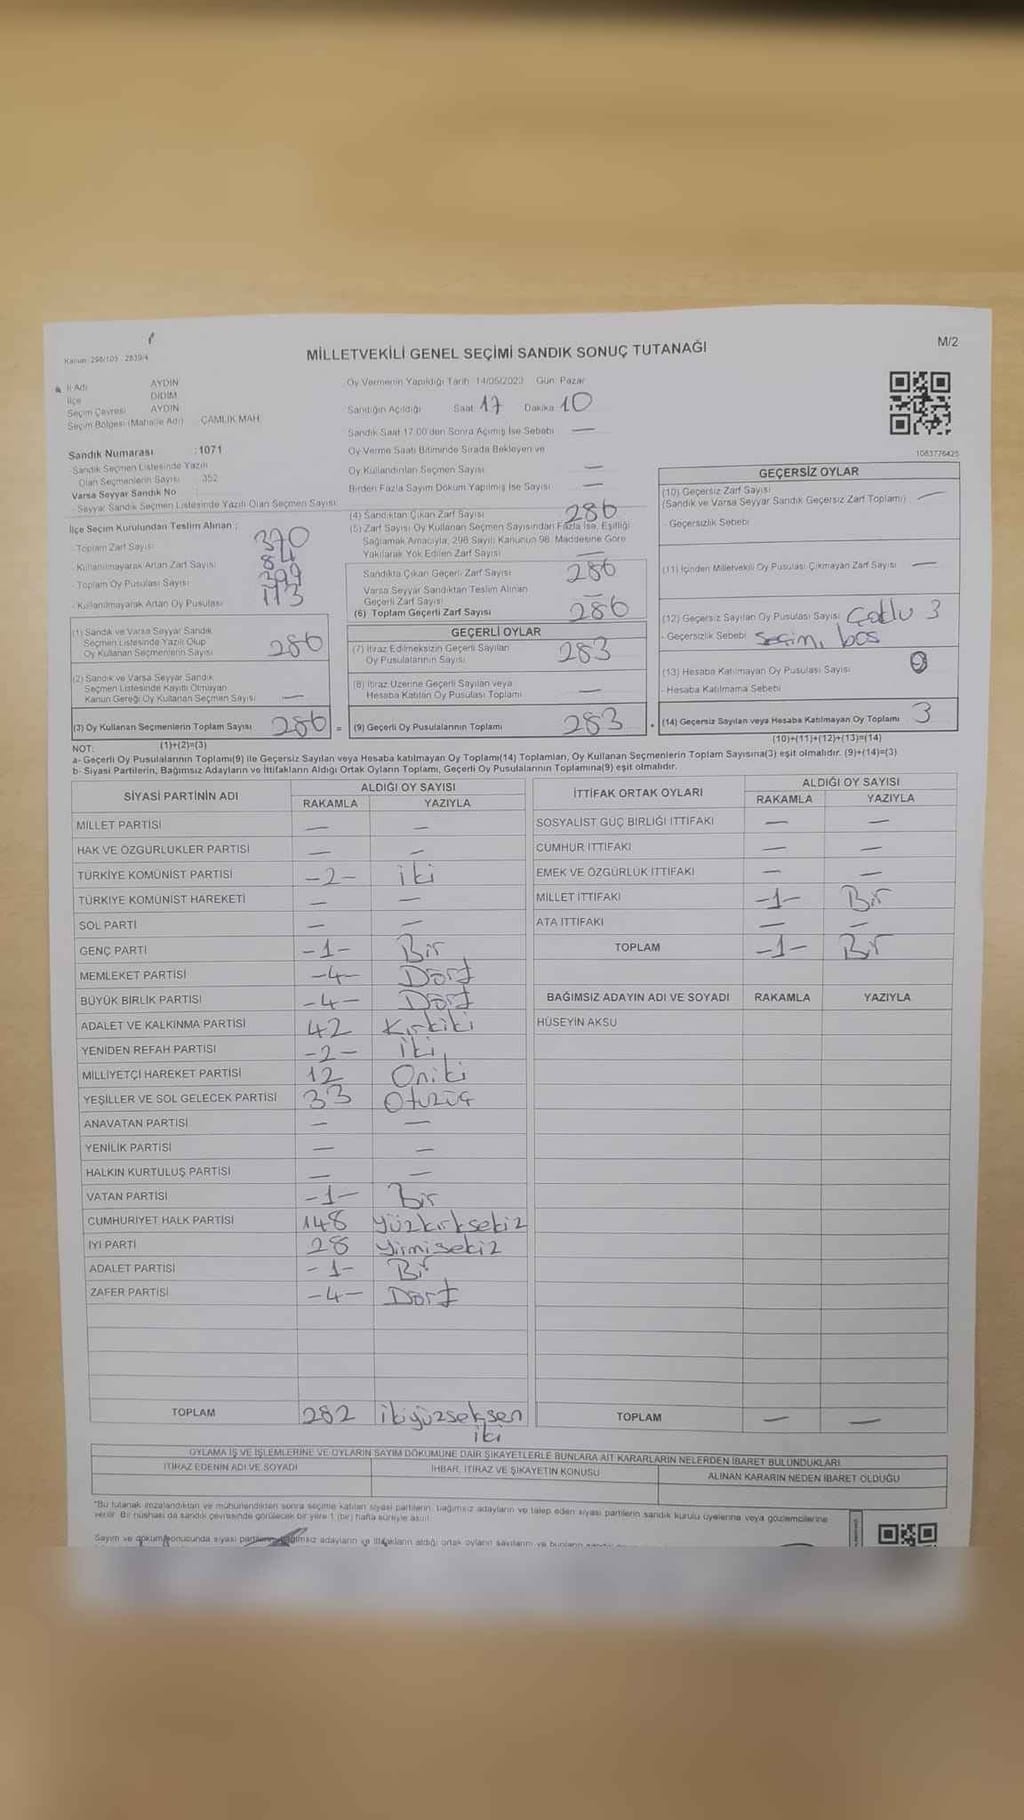 Kanun: 298/105 - 2839/4
MİLLETVEKİLİ GENEL SEÇİMİ SANDIK SONUÇ TUTANAĞI
M/2
İl Adı AYDIN
İlçe DİDİM
Seçim Çevresi AYDIN
Seçim Bölgesi (Mahalle Adı) ÇAMLIK MAH.
Sandık Numarası :1071
Sandık Seçmen Listesinde Yazılı
Olan Seçmenlerin Sayısı 352
Varsa Seyyar Sandık No
- Seyyar Sandık Seçmen Listesinde Yazılı Olan Seçmen Sayısı:
İlçe Seçim Kurulundan Teslim Alınan ;
- Toplam Zarf Sayısı 370
- Kullanılmayarak Artan Zarf Sayısı 84
- Toplam Oy Pusulası Sayısı
- Kullanılmayarak Artan Oy Pusulası 113
Oy Vermenin Yapıldığı Tarih: 14/05/2023 Gün: Pazar
Sandığın Açıldığı Saat 17 Dakika 10
Sandık Saat 17:00'den Sonra Açılmış İse Sebebi —
Oy Verme Saati Bitiminde Sırada Bekleyen ve
Oy Kullandırılan Seçmen Sayısı —
Birden Fazla Sayım Döküm Yapılmış İse Sayısı —
(4) Sandıktan Çıkan Zarf Sayısı 286
(5) Zarf Sayısı Oy Kullanan Seçmen Sayısından Fazla İse, Eşitliği
Sağlamak Amacıyla, 298 Sayılı Kanunun 98. Maddesine Göre
Yakılarak Yok Edilen Zarf Sayısı —
Sandıkta Çıkan Geçerli Zarf Sayısı 286
Varsa Seyyar Sandıktan Teslim Alınan
Geçerli Zarf Sayısı —
(6) Toplam Geçerli Zarf Sayısı 286
1083776425
GEÇERSİZ OYLAR
(10) Geçersiz Zarf Sayısı —
(Sandık ve Varsa Seyyar Sandık Geçersiz Zarf Toplamı)
- Geçersizlik Sebebi
(11) İçinden Milletvekili Oy Pusulası Çıkmayan Zarf Sayısı —
(12) Geçersiz Sayılan Oy Pusulası Sayısı Çoklu 3
- Geçersizlik Sebebi Seçim, boş
(13) Hesaba Katılmayan Oy Pusulası Sayısı
- Hesaba Katılmama Sebebi
(14) Geçersiz Sayılan veya Hesaba Katılmayan Oy Toplamı 3
(10)+(11)+(12)+(13)=(14)
(1) Sandık ve Varsa Seyyar Sandık
Seçmen Listesinde Yazılı Olup
Oy Kullanan Seçmenlerin Sayısı 286
(2) Sandık ve Varsa Seyyar Sandık
Seçmen Listesinde Kayıtlı Olmayan
Kanun Gereği Oy Kullanan Seçmen Sayısı —
(3) Oy Kullanan Seçmenlerin Toplam Sayısı 286 =
(1)+(2)=(3)
GEÇERLİ OYLAR
(7) İtiraz Edilmeksizin Geçerli Sayılan
Oy Pusulalarının Sayısı 283
(8) İtiraz Üzerine Geçerli Sayılan veya
Hesaba Katılan Oy Pusulası Toplamı —
(9) Geçerli Oy Pusulalarının Toplamı 283 +
NOT:
a- Geçerli Oy Pusulalarının Toplamı(9) ile Geçersiz Sayılan veya Hesaba katılmayan Oy Toplam(14) Toplamları, Oy Kullanan Seçmenlerin Toplam Sayısına(3) eşit olmalıdır. (9)+(14)=(3)
b- Siyasi Partilerin, Bağımsız Adayların ve İttifakların Aldığı Ortak Oyların Toplamı, Geçerli Oy Pusulalarının Toplamına(9) eşit olmalıdır.
SİYASİ PARTİNİN ADI ALDIĞI OY SAYISI
RAKAMLA YAZIYLA
MİLLET PARTİSİ — —
HAK VE ÖZGÜRLÜKLER PARTİSİ — —
TÜRKİYE KOMÜNİST PARTİSİ -2- iki
TÜRKİYE KOMÜNİST HAREKETİ — —
SOL PARTİ — —
GENÇ PARTİ -1- Bir
MEMLEKET PARTİSİ -4- Dört
BÜYÜK BİRLİK PARTİSİ -4- Dört
ADALET VE KALKINMA PARTİSİ 42 Kırkiki
YENİDEN REFAH PARTİSİ -2- iki
MİLLİYETÇİ HAREKET PARTİSİ 12 Oniki
YEŞİLLER VE SOL GELECEK PARTİSİ 33 Otuzüç
ANAVATAN PARTİSİ — —
YENİLİK PARTİSİ — —
HALKIN KURTULUŞ PARTİSİ — —
VATAN PARTİSİ -1- Bir
CUMHURİYET HALK PARTİSİ 148 yüzkırksekiz
İYİ PARTİ 28 yirmisekiz
ADALET PARTİSİ -1- Bir
ZAFER PARTİSİ -4- Dört
TOPLAM 282 ikiyüzseksen
iki
İTTİFAK ORTAK OYLARI ALDIĞI OY SAYISI
RAKAMLA YAZIYLA
SOSYALİST GÜÇ BİRLİĞİ İTTİFAKI — —
CUMHUR İTTİFAKI — —
EMEK VE ÖZGÜRLÜK İTTİFAKI — —
MİLLET İTTİFAKI -1- Bir
ATA İTTİFAKI — —
TOPLAM -1- Bir
BAĞIMSIZ ADAYIN ADI VE SOYADI RAKAMLA YAZIYLA
HÜSEYİN AKSU
TOPLAM — —
OYLAMA İŞ VE İŞLEMLERİNE VE OYLARIN SAYIM DÖKÜMÜNE DAİR ŞİKAYETLERLE BUNLARA AİT KARARLARIN NELERDEN İBARET BULUNDUKLARI
İTİRAZ EDENİN ADI VE SOYADI İHBAR, İTİRAZ VE ŞİKAYETİN KONUSU ALINAN KARARIN NEDEN İBARET OLDUĞU
"Bu tutanak imzalandıktan ve mühürlendikten sonra seçime katılan siyasi partilerin, bağımsız adayların ve talep eden siyasi partilerin sandık kurulu üyelerine veya gözlemcilerine
verilir. Bir nüshası da sandık çevresinde görülecek bir yere 1 (bir) hafta süreyle asılır.
Sayım ve döküm sonucunda siyasi partilerin, bağımsız adayların ve ittifakların aldığı ortak oyların sayılarını ve bunların